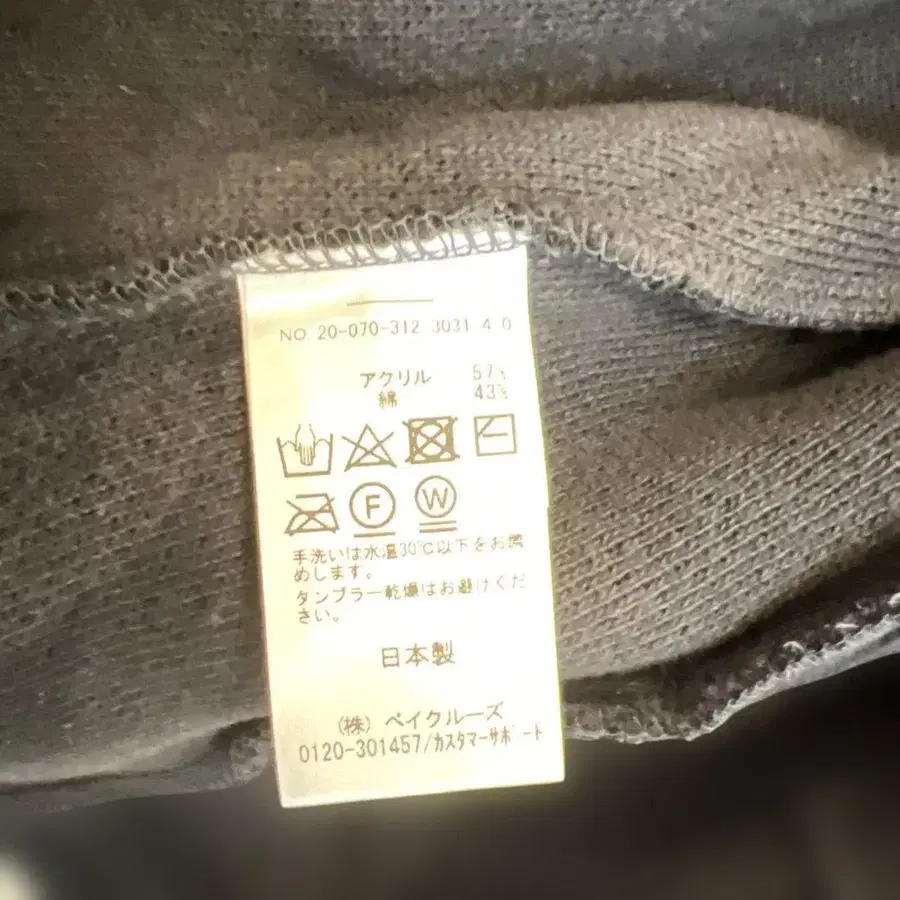 NO. 20-070-312 3031 4 0
アクリル 57%
綿 43%
F W
手洗いは水温30℃以下をお奨
めします。
タンブラー乾燥はお避けくだ
さい。
日本製
(株) ベイクルーズ
0120-301457/カスタマーサポート